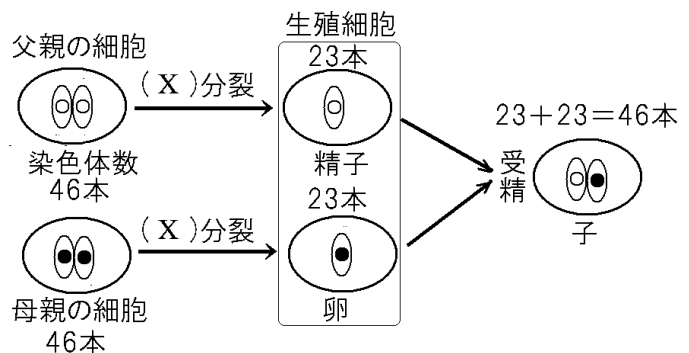 父親の細胞
染色体数
46本
(X)分裂
生殖細胞
23本
精子
母親の細胞
46本
(X)分裂
23本
卵
23＋23＝46本
受精
子